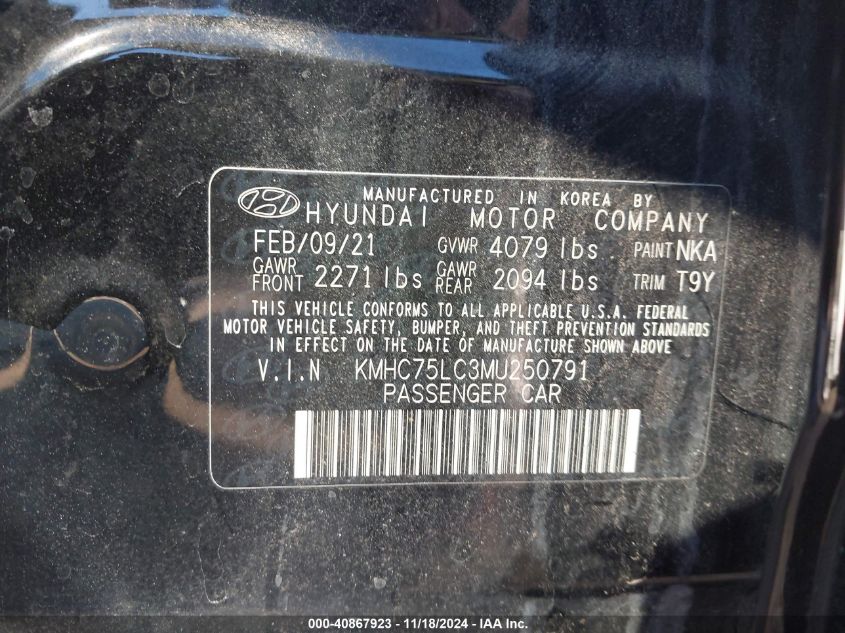 MANUFACTURED IN KOREA BY
HYUNDAI MOTOR COMPANY
FEB/09/21 GVWR 4079 lbs PAINT NKA
GAWR FRONT 2271 lbs GAWR REAR 2094 lbs TRIM T9Y
THIS VEHICLE CONFORMS TO ALL APPLICABLE U.S.A. FEDERAL
MOTOR VEHICLE SAFETY, BUMPER, AND THEFT PREVENTION STANDARDS
IN EFFECT ON THE DATE OF MANUFACTURE SHOWN ABOVE
V.I.N KMHC75LC3MU250791
PASSENGER CAR
000-40867923 - 11/18/2024 - IAA Inc.